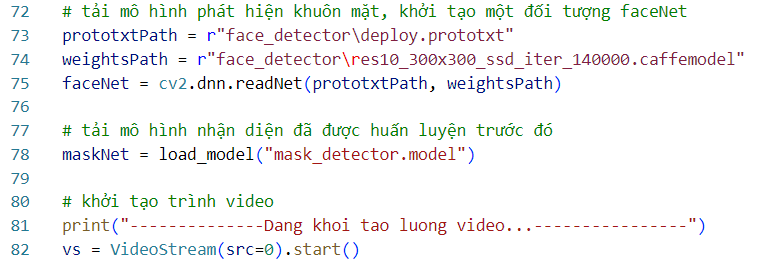 72 # tải mô hình phát hiện khuôn mặt, khởi tạo một đối tượng faceNet
73 prototxtPath = r"face_detector\deploy.prototxt"
74 weightsPath = r"face_detector\res10_300x300_ssd_iter_140000.caffemodel"
75 faceNet = cv2.dnn.readNet(prototxtPath, weightsPath)
76
77 # tải mô hình nhận diện đã được huấn luyện trước đó
78 maskNet = load_model("mask_detector.model")
79
80 # khởi tạo trình video
81 print("--------------Dang khoi tao luong video...----------------")
82 vs = VideoStream(src=0).start()